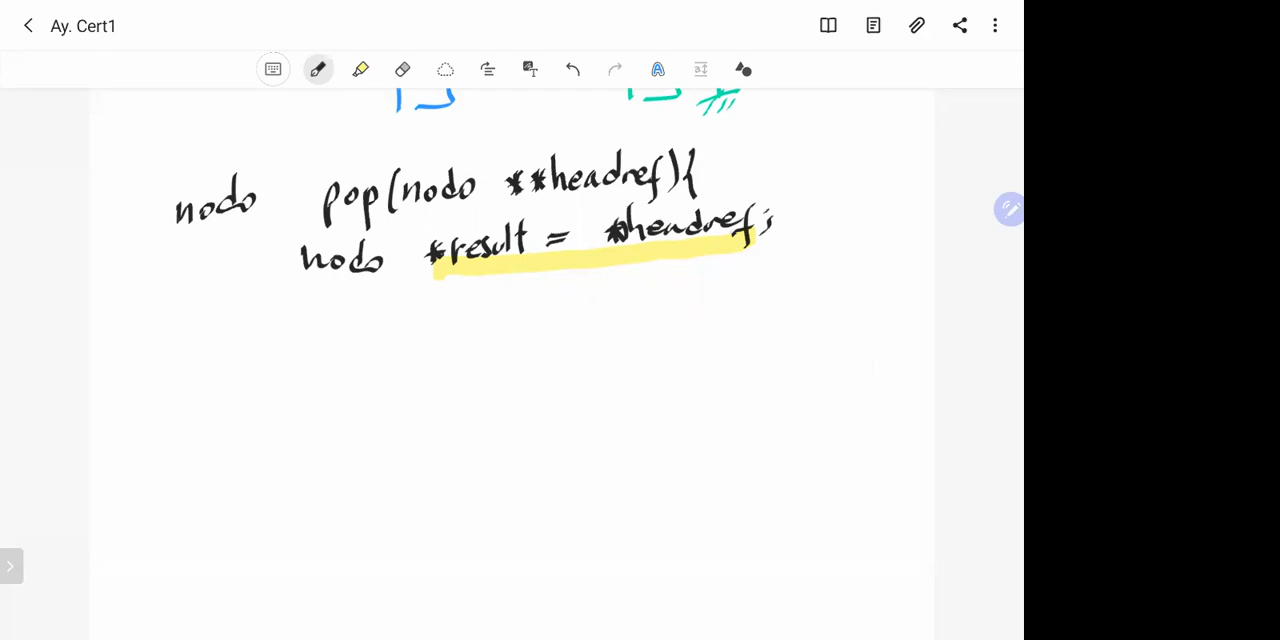 Ay. Cert1
nodo pop(nodo **headref){
nodo *result = *headref;